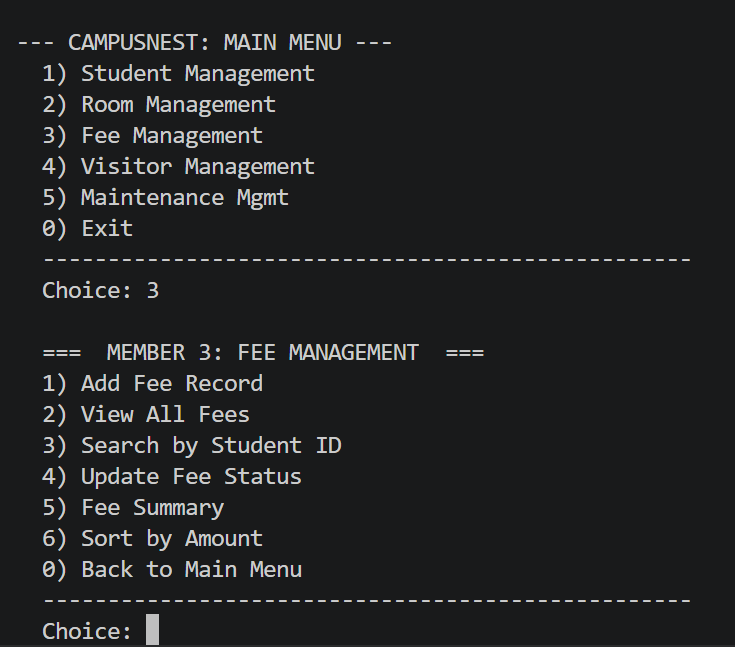 --- CAMPUSNEST: MAIN MENU ---
1) Student Management
2) Room Management
3) Fee Management
4) Visitor Management
5) Maintenance Mgmt
0) Exit
--------------------------------------------------
Choice: 3
===  MEMBER 3: FEE MANAGEMENT  ===
1) Add Fee Record
2) View All Fees
3) Search by Student ID
4) Update Fee Status
5) Fee Summary
6) Sort by Amount
0) Back to Main Menu
--------------------------------------------------
Choice: